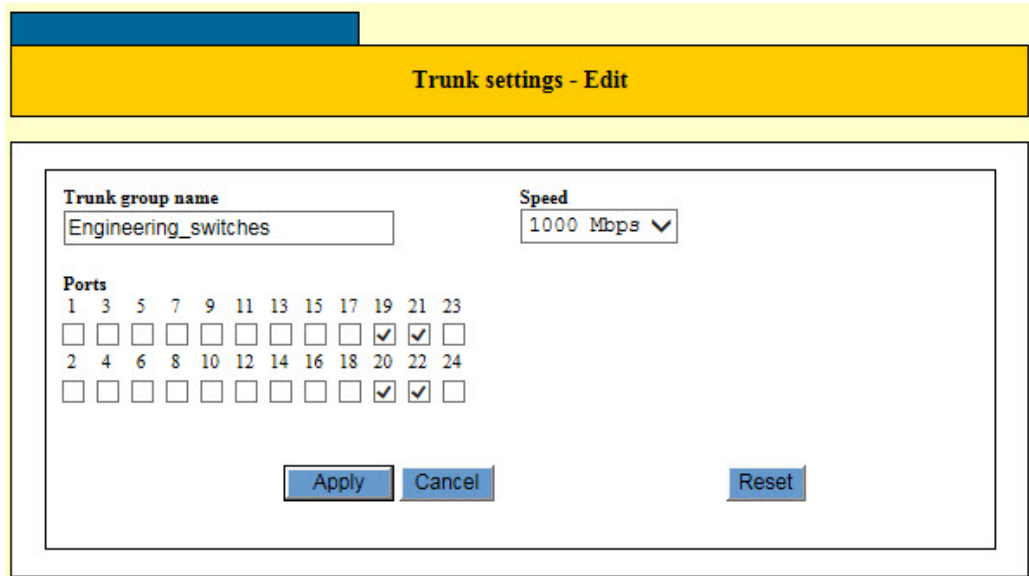 Trunk settings - Edit
Trunk group name
Speed
Engineering_switches
1000 Mbps
Ports
1 3 5 7 9 11 13 15 17 19 21 23
2 4 6 8 10 12 14 16 18 20 22 24
Apply
Cancel
Reset